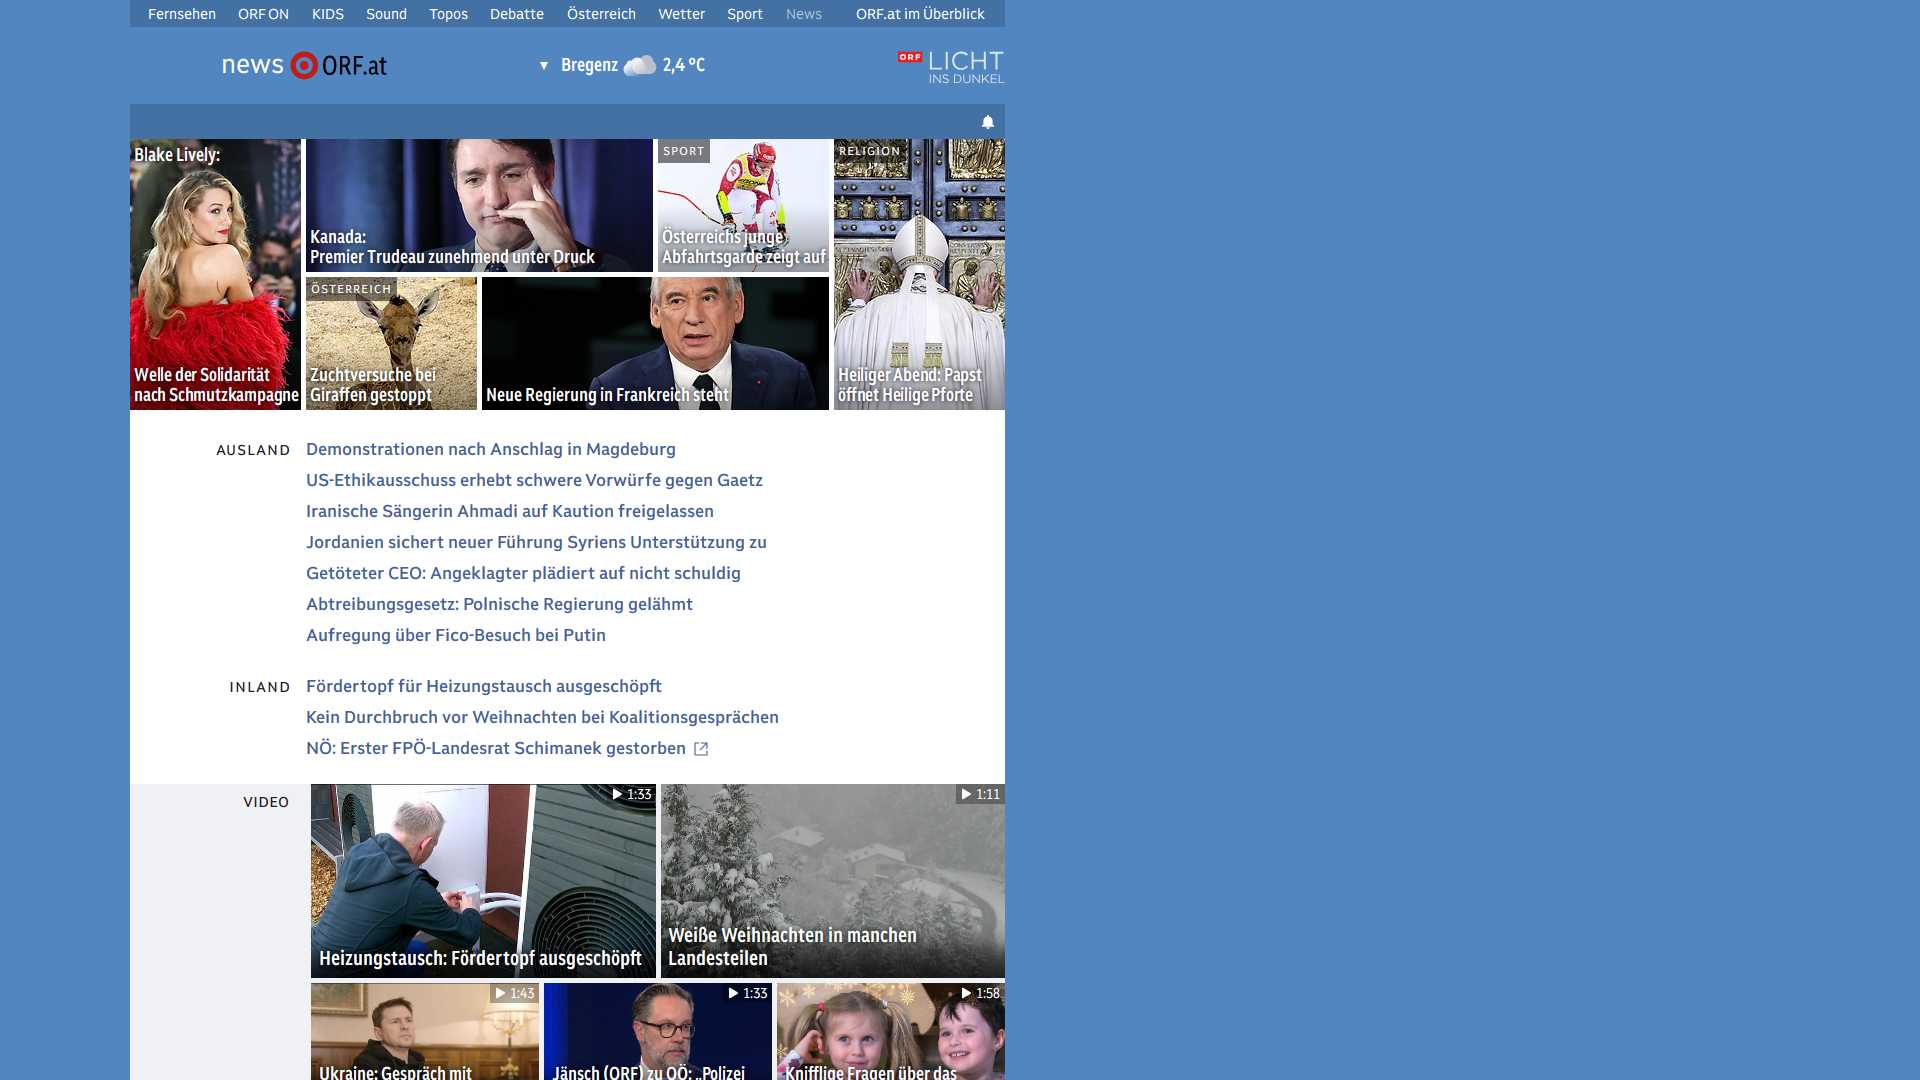 Fernsehen ORF ON KIDS Sound Topos Debatte Österreich Wetter Sport News ORF.at im Überblick
news ORF.at
▼ Bregenz 2,4 °C
ORF LICHT
INS DUNKEL
Blake Lively:
Welle der Solidarität
nach Schmutzkampagne
Kanada:
Premier Trudeau zunehmend unter Druck
SPORT
Österreichs junge
Abfahrtsgarde zeigt auf
RELIGION
Heiliger Abend: Papst
öffnet Heilige Pforte
ÖSTERREICH
Zuchtversuche bei
Giraffen gestoppt
Neue Regierung in Frankreich steht
AUSLAND
Demonstrationen nach Anschlag in Magdeburg
US-Ethikausschuss erhebt schwere Vorwürfe gegen Gaetz
Iranische Sängerin Ahmadi auf Kaution freigelassen
Jordanien sichert neuer Führung Syriens Unterstützung zu
Getöteter CEO: Angeklagter plädiert auf nicht schuldig
Abtreibungsgesetz: Polnische Regierung gelähmt
Aufregung über Fico-Besuch bei Putin
INLAND
Fördertopf für Heizungstausch ausgeschöpft
Kein Durchbruch vor Weihnachten bei Koalitionsgesprächen
NÖ: Erster FPÖ-Landesrat Schimanek gestorben
VIDEO
1:33
Heizungstausch: Fördertopf ausgeschöpft
1:11
Weiße Weihnachten in manchen
Landesteilen
1:43
Ukraine: Gespräch mit
1:33
Jänsch (ORF) zu OÖ: „Polizei
1:58
Knifflige Fragen über das